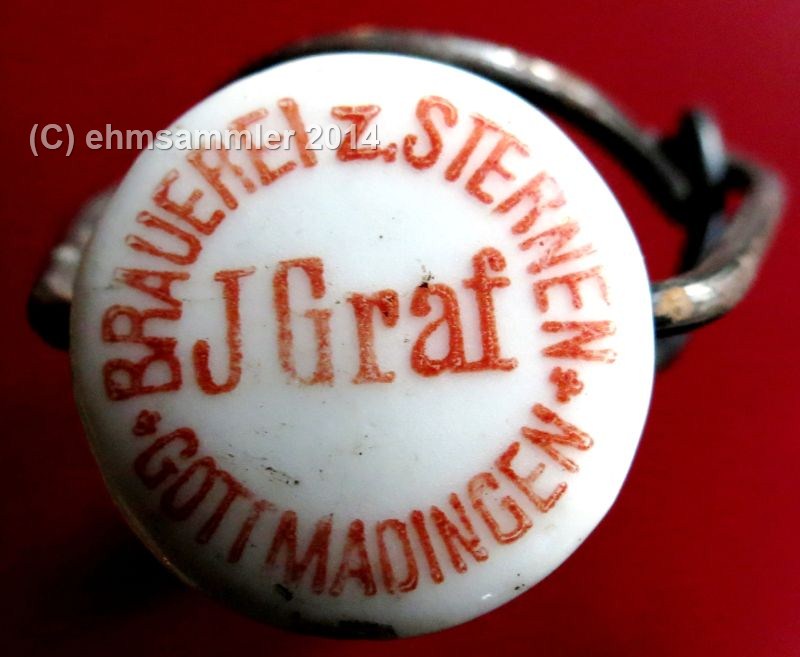 (C) ehmsammler 2014
BRAUEREI z. STERNEN
J Graf
* GOTTMADINGEN *